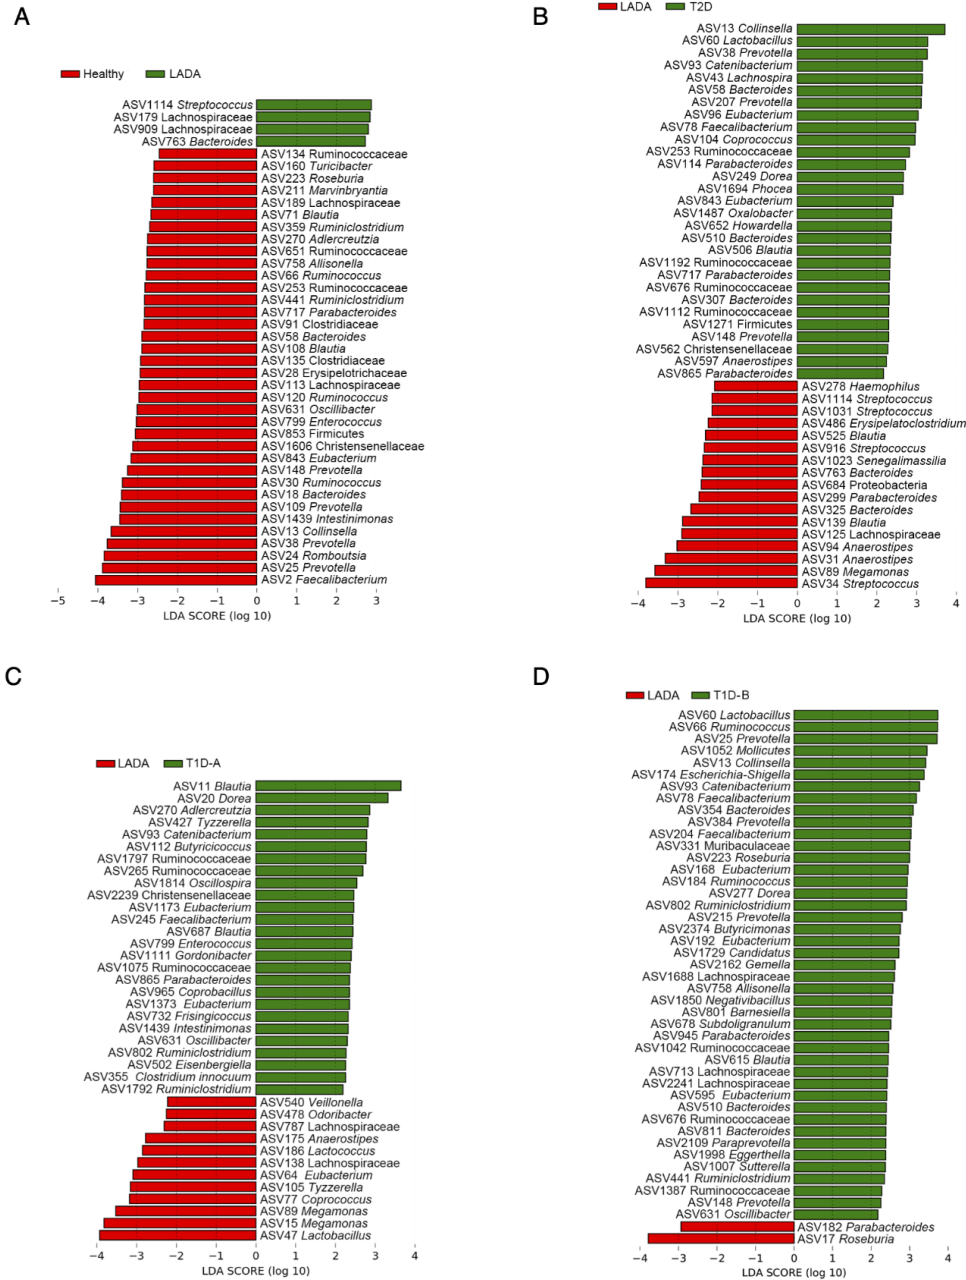 A
Healthy LADA
ASV1114 Streptococcus
ASV179 Lachnospiraceae
ASV909 Lachnospiraceae
ASV763 Bacteroides
ASV134 Ruminococcaceae
ASV160 Turicibacter
ASV223 Roseburia
ASV211 Marvinbryantia
ASV189 Lachnospiraceae
ASV71 Blautia
ASV359 Ruminiclostridium
ASV270 Adlercreutzia
ASV651 Ruminococcaceae
ASV758 Allisonella
ASV66 Ruminococcus
ASV253 Ruminococcaceae
ASV441 Ruminiclostridium
ASV717 Parabacteroides
ASV91 Clostridiaceae
ASV58 Bacteroides
ASV108 Blautia
ASV135 Clostridiaceae
ASV28 Erysipelotrichaceae
ASV113 Lachnospiraceae
ASV120 Ruminococcus
ASV631 Oscillibacter
ASV799 Enterococcus
ASV853 Firmicutes
ASV1606 Christensenellaceae
ASV843 Eubacterium
ASV148 Prevotella
ASV30 Ruminococcus
ASV18 Bacteroides
ASV109 Prevotella
ASV1439 Intestinimonas
ASV13 Collinsella
ASV38 Prevotella
ASV24 Romboutsia
ASV25 Prevotella
ASV2 Faecalibacterium
−5 −4 −3 −2 −1 0 1 2 3
LDA SCORE (log 10)
B
LADA T2D
ASV13 Collinsella
ASV60 Lactobacillus
ASV38 Prevotella
ASV93 Catenibacterium
ASV43 Lachnospira
ASV58 Bacteroides
ASV207 Prevotella
ASV96 Eubacterium
ASV78 Faecalibacterium
ASV104 Coprococcus
ASV253 Ruminococcaceae
ASV114 Parabacteroides
ASV249 Dorea
ASV1694 Phocea
ASV843 Eubacterium
ASV1487 Oxalobacter
ASV652 Howardella
ASV510 Bacteroides
ASV506 Blautia
ASV1192 Ruminococcaceae
ASV717 Parabacteroides
ASV676 Ruminococcaceae
ASV307 Bacteroides
ASV1112 Ruminococcaceae
ASV1271 Firmicutes
ASV148 Prevotella
ASV562 Christensenellaceae
ASV597 Anaerostipes
ASV865 Parabacteroides
ASV278 Haemophilus
ASV1114 Streptococcus
ASV1031 Streptococcus
ASV486 Erysipelatoclostridium
ASV525 Blautia
ASV916 Streptococcus
ASV1023 Senegalimassilia
ASV763 Bacteroides
ASV684 Proteobacteria
ASV299 Parabacteroides
ASV325 Bacteroides
ASV139 Blautia
ASV125 Lachnospiraceae
ASV94 Anaerostipes
ASV31 Anaerostipes
ASV89 Megamonas
ASV34 Streptococcus
−4 −3 −2 −1 0 1 2 3 4
LDA SCORE (log 10)
C
LADA T1D-A
ASV11 Blautia
ASV20 Dorea
ASV270 Adlercreutzia
ASV427 Tyzzerella
ASV93 Catenibacterium
ASV112 Butyricicoccus
ASV1797 Ruminococcaceae
ASV265 Ruminococcaceae
ASV1814 Oscillospira
ASV2239 Christensenellaceae
ASV1173 Eubacterium
ASV245 Faecalibacterium
ASV687 Blautia
ASV799 Enterococcus
ASV1111 Gordonibacter
ASV1075 Ruminococcaceae
ASV865 Parabacteroides
ASV965 Coprobacillus
ASV1373 Eubacterium
ASV732 Frisingicoccus
ASV1439 Intestinimonas
ASV631 Oscillibacter
ASV802 Ruminiclostridium
ASV502 Eisenbergiella
ASV355 Clostridium innocuum
ASV1792 Ruminiclostridium
ASV540 Veillonella
ASV478 Odoribacter
ASV787 Lachnospiraceae
ASV175 Anaerostipes
ASV186 Lactococcus
ASV138 Lachnospiraceae
ASV64 Eubacterium
ASV105 Tyzzerella
ASV77 Coprococcus
ASV89 Megamonas
ASV15 Megamonas
ASV47 Lactobacillus
−4 −3 −2 −1 0 1 2 3 4
LDA SCORE (log 10)
D
LADA T1D-B
ASV60 Lactobacillus
ASV66 Ruminococcus
ASV25 Prevotella
ASV1052 Mollicutes
ASV13 Collinsella
ASV174 Escherichia-Shigella
ASV93 Catenibacterium
ASV78 Faecalibacterium
ASV354 Bacteroides
ASV384 Prevotella
ASV204 Faecalibacterium
ASV331 Muribaculaceae
ASV223 Roseburia
ASV168 Eubacterium
ASV184 Ruminococcus
ASV277 Dorea
ASV802 Ruminiclostridium
ASV215 Prevotella
ASV2374 Butyricimonas
ASV192 Eubacterium
ASV1729 Candidatus
ASV2162 Gemella
ASV1688 Lachnospiraceae
ASV758 Allisonella
ASV1850 Negativibacillus
ASV801 Barnesiella
ASV678 Subdoligranulum
ASV945 Parabacteroides
ASV1042 Ruminococcaceae
ASV615 Blautia
ASV713 Lachnospiraceae
ASV2241 Lachnospiraceae
ASV595 Eubacterium
ASV510 Bacteroides
ASV676 Ruminococcaceae
ASV811 Bacteroides
ASV2109 Paraprevotella
ASV1998 Eggerthella
ASV1007 Sutterella
ASV441 Ruminiclostridium
ASV1387 Ruminococcaceae
ASV148 Prevotella
ASV631 Oscillibacter
ASV182 Parabacteroides
ASV17 Roseburia
−4 −3 −2 −1 0 1 2 3 4
LDA SCORE (log 10)